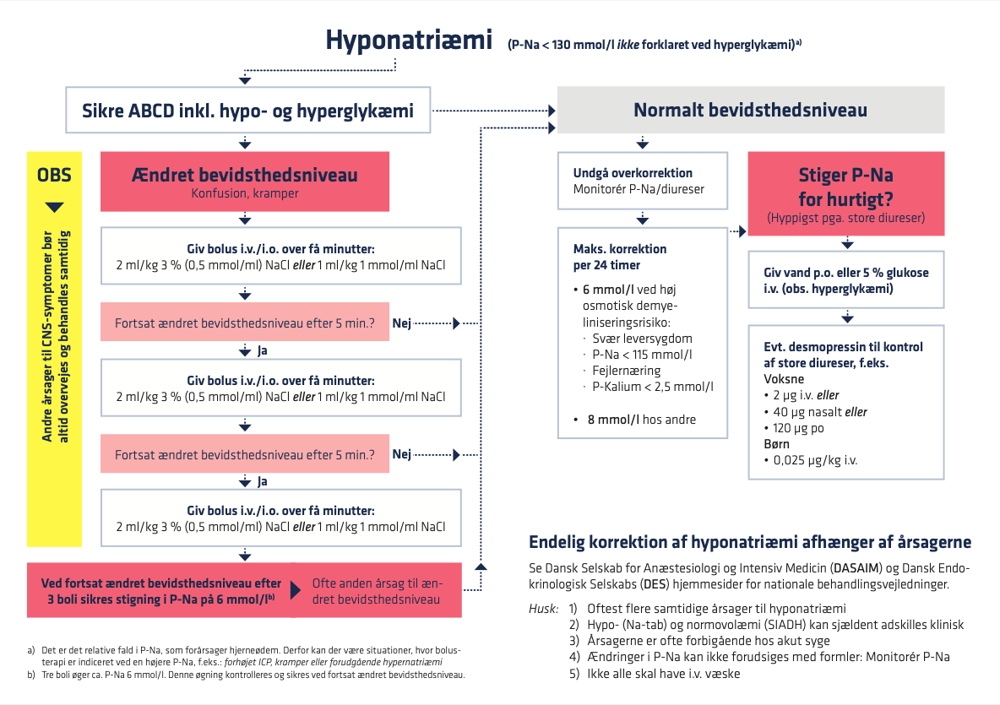 Hyponatriæmi (P-Na < 130 mmol/l ikke forklaret ved hyperglykæmi)a)
Sikre ABCD inkl. hypo- og hyperglykæmi
OBS
Andre årsager til CNS-symptomer bør
altid overvejes og behandles samtidig
Ændret bevidsthedsniveau
Konfusion, kramper
Giv bolus i.v./i.o. over få minutter:
2 ml/kg 3 % (0,5 mmol/ml) NaCl eller 1 ml/kg 1 mmol/ml NaCl
Fortsat ændret bevidsthedsniveau efter 5 min.? Nej
Ja
Giv bolus i.v./i.o. over få minutter:
2 ml/kg 3 % (0,5 mmol/ml) NaCl eller 1 ml/kg 1 mmol/ml NaCl
Fortsat ændret bevidsthedsniveau efter 5 min.? Nej
Ja
Giv bolus i.v./i.o. over få minutter:
2 ml/kg 3 % (0,5 mmol/ml) NaCl eller 1 ml/kg 1 mmol/ml NaCl
Ved fortsat ændret bevidsthedsniveau efter
3 boli sikres stigning i P-Na på 6 mmol/lb)
Ofte anden årsag til æn-
dret bevidsthedsniveau
a) Det er det relative fald i P-Na, som forårsager hjerneødem. Derfor kan der være situationer, hvor bolus-
terapi er indiceret ved en højere P-Na, f.eks.: forhøjet ICP, kramper eller forudgående hypernatriæmi
b) Tre boli øger ca. P-Na 6 mmol/l. Denne øgning kontrolleres og sikres ved fortsat ændret bevidsthedsniveau.
Normalt bevidsthedsniveau
Undgå overkorrektion
Monitorér P-Na/diureser
Maks. korrektion
per 24 timer
• 6 mmol/l ved høj
osmotisk demye-
liniseringsrisiko:
· Svær leversygdom
· P-Na < 115 mmol/l
· Fejlernæring
· P-Kalium < 2,5 mmol/l
• 8 mmol/l hos andre
Stiger P-Na
for hurtigt?
(Hyppigst pga. store diureser)
Giv vand p.o. eller 5 % glukose
i.v. (obs. hyperglykæmi)
Evt. desmopressin til kontrol
af store diureser, f.eks.
Voksne
• 2 µg i.v. eller
• 40 µg nasalt eller
• 120 µg po
Børn
• 0,025 µg/kg i.v.
Endelig korrektion af hyponatriæmi afhænger af årsagerne
Se Dansk Selskab for Anæstesiologi og Intensiv Medicin (DASAIM) og Dansk Endo-
krinologisk Selskabs (DES) hjemmesider for nationale behandlingsvejledninger.
Husk: 1) Oftest flere samtidige årsager til hyponatriæmi
2) Hypo- (Na-tab) og normovolæmi (SIADH) kan sjældent adskilles klinisk
3) Årsagerne er ofte forbigående hos akut syge
4) Ændringer i P-Na kan ikke forudsiges med formler: Monitorér P-Na
5) Ikke alle skal have i.v. væske